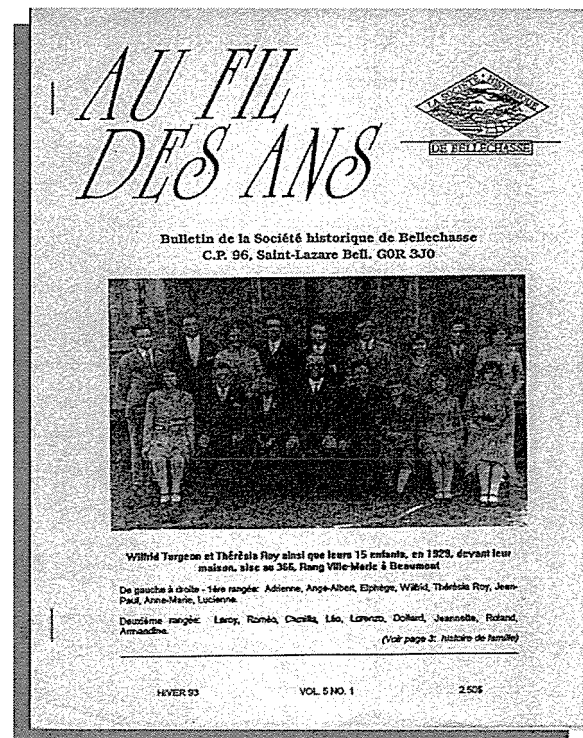 AU FIL
DES ANS
LA SOCIÉTÉ HISTORIQUE
DE BELLECHASSE
Bulletin de la Société historique de Bellechasse
C.P. 96, Saint-Lazare Bell. G0R 3J0
Wilfrid Turgeon et Thérésia Roy ainsi que leurs 15 enfants, en 1929, devant leur
maison, sise au 366, Rang Ville-Marie à Beaumont
De gauche à droite - 1ère rangée: Adrienne, Ange-Albert, Elphège, Wilfrid, Thérésia Roy, Jean-
Paul, Anne-Marie, Lucienne.
Deuxième rangée: Leroy, Roméo, Camilla, Léo, Lorenzo, Dollard, Jeannette, Roland,
Armandine.
(Voir page 3: histoire de famille)
HIVER 93 VOL. 5 NO. 1 2.50$